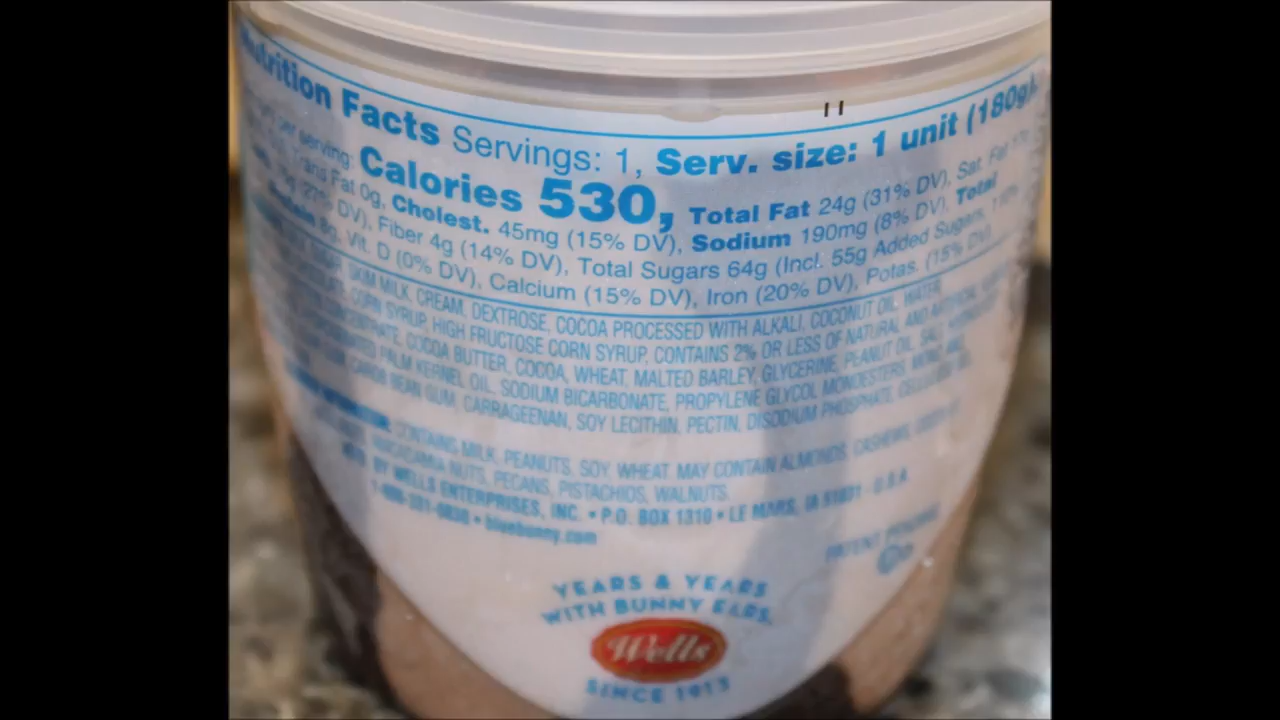 Nutrition Facts Servings: 1, Serv. size: 1 unit (180g),
per serving: Calories 530, Total Fat 24g (31% DV), Sat. Fat
Fat 0g, Cholest. 45mg (15% DV), Sodium 190mg (8% DV), Total
(27% DV), Fiber 4g (14% DV), Total Sugars 64g (Incl. 55g Added Sugars,
Protein 8g, Vit. D (0% DV), Calcium (15% DV), Iron (20% DV), Potas. (15% DV).
SKIM MILK, CREAM, DEXTROSE, COCOA PROCESSED WITH ALKALI, COCONUT OIL, WATER,
CORN SYRUP, HIGH FRUCTOSE CORN SYRUP, CONTAINS 2% OR LESS OF NATURAL AND ARTIFICIAL
COCOA BUTTER, COCOA, WHEAT, MALTED BARLEY, GLYCERINE, PEANUT OIL, SALT,
PALM KERNEL OIL, SODIUM BICARBONATE, PROPYLENE GLYCOL MONOESTERS, MONO
CAROB BEAN GUM, CARRAGEENAN, SOY LECITHIN, PECTIN, DISODIUM PHOSPHATE,
CONTAINS MILK, PEANUTS, SOY, WHEAT. MAY CONTAIN ALMONDS, CASHEWS,
MACADAMIA NUTS, PECANS, PISTACHIOS, WALNUTS.
BY WELLS ENTERPRISES, INC. • P.O. BOX 1310 • LE MARS, IA 51031 U.S.A
bluebunny.com
PATENT PENDING
YEARS & YEARS
WITH BUNNY EARS.
Wells
SINCE 1913